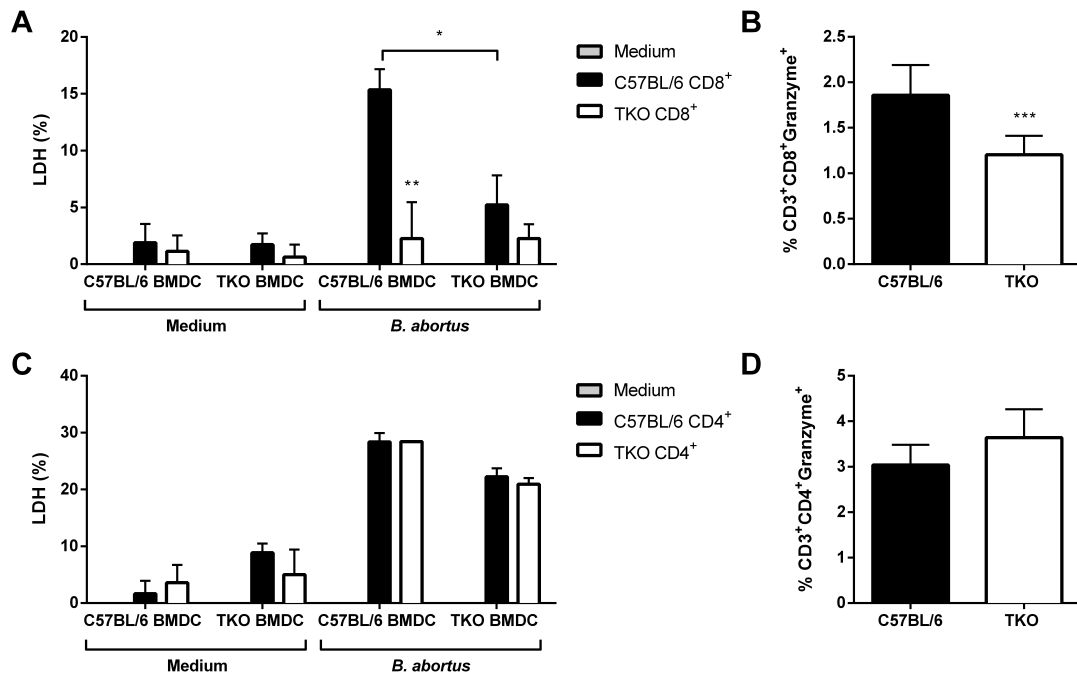 A
20
15
10
5
0
LDH (%)
*
**
C57BL/6 BMDC TKO BMDC C57BL/6 BMDC TKO BMDC
Medium B. abortus
Medium
C57BL/6 CD8+
TKO CD8+
B
2.5
2.0
1.5
1.0
0.5
0.0
% CD3+CD8+Granzyme+
***
C57BL/6 TKO
C
40
30
20
10
0
LDH (%)
C57BL/6 BMDC TKO BMDC C57BL/6 BMDC TKO BMDC
Medium B. abortus
Medium
C57BL/6 CD4+
TKO CD4+
D
5
4
3
2
1
0
% CD3+CD4+Granzyme+
C57BL/6 TKO